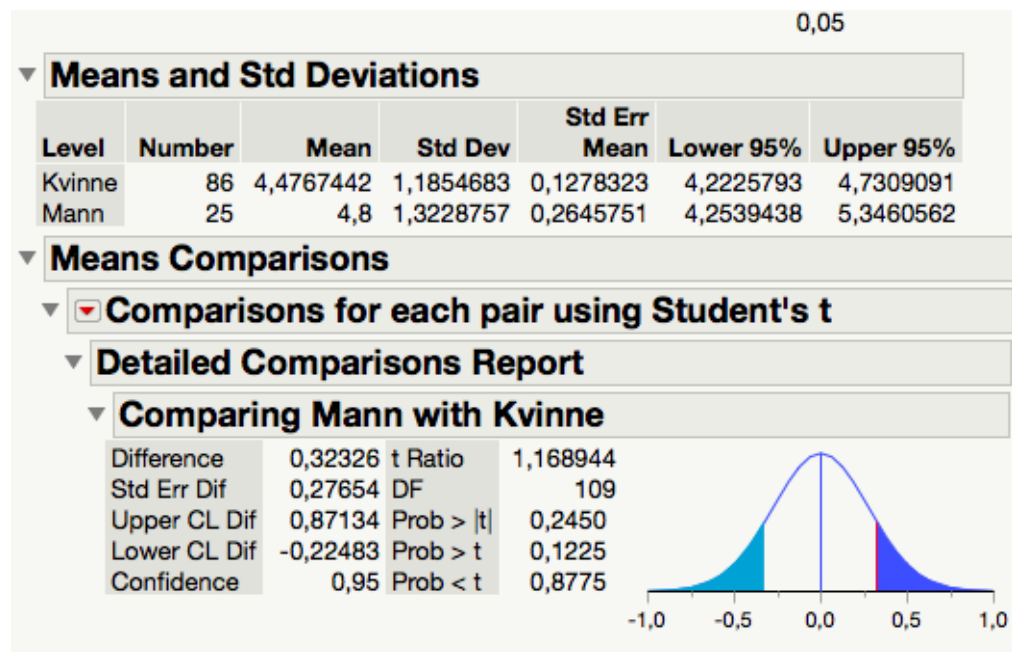 0,05
Means and Std Deviations
Std Err
Level Number Mean Std Dev Mean Lower 95% Upper 95%
Kvinne 86 4,4767442 1,1854683 0,1278323 4,2225793 4,7309091
Mann 25 4,8 1,3228757 0,2645751 4,2539438 5,3460562
Means Comparisons
Comparisons for each pair using Student's t
Detailed Comparisons Report
Comparing Mann with Kvinne
Difference 0,32326 t Ratio 1,168944
Std Err Dif 0,27654 DF 109
Upper CL Dif 0,87134 Prob > |t| 0,2450
Lower CL Dif -0,22483 Prob > t 0,1225
Confidence 0,95 Prob < t 0,8775
-1,0 -0,5 0,0 0,5 1,0